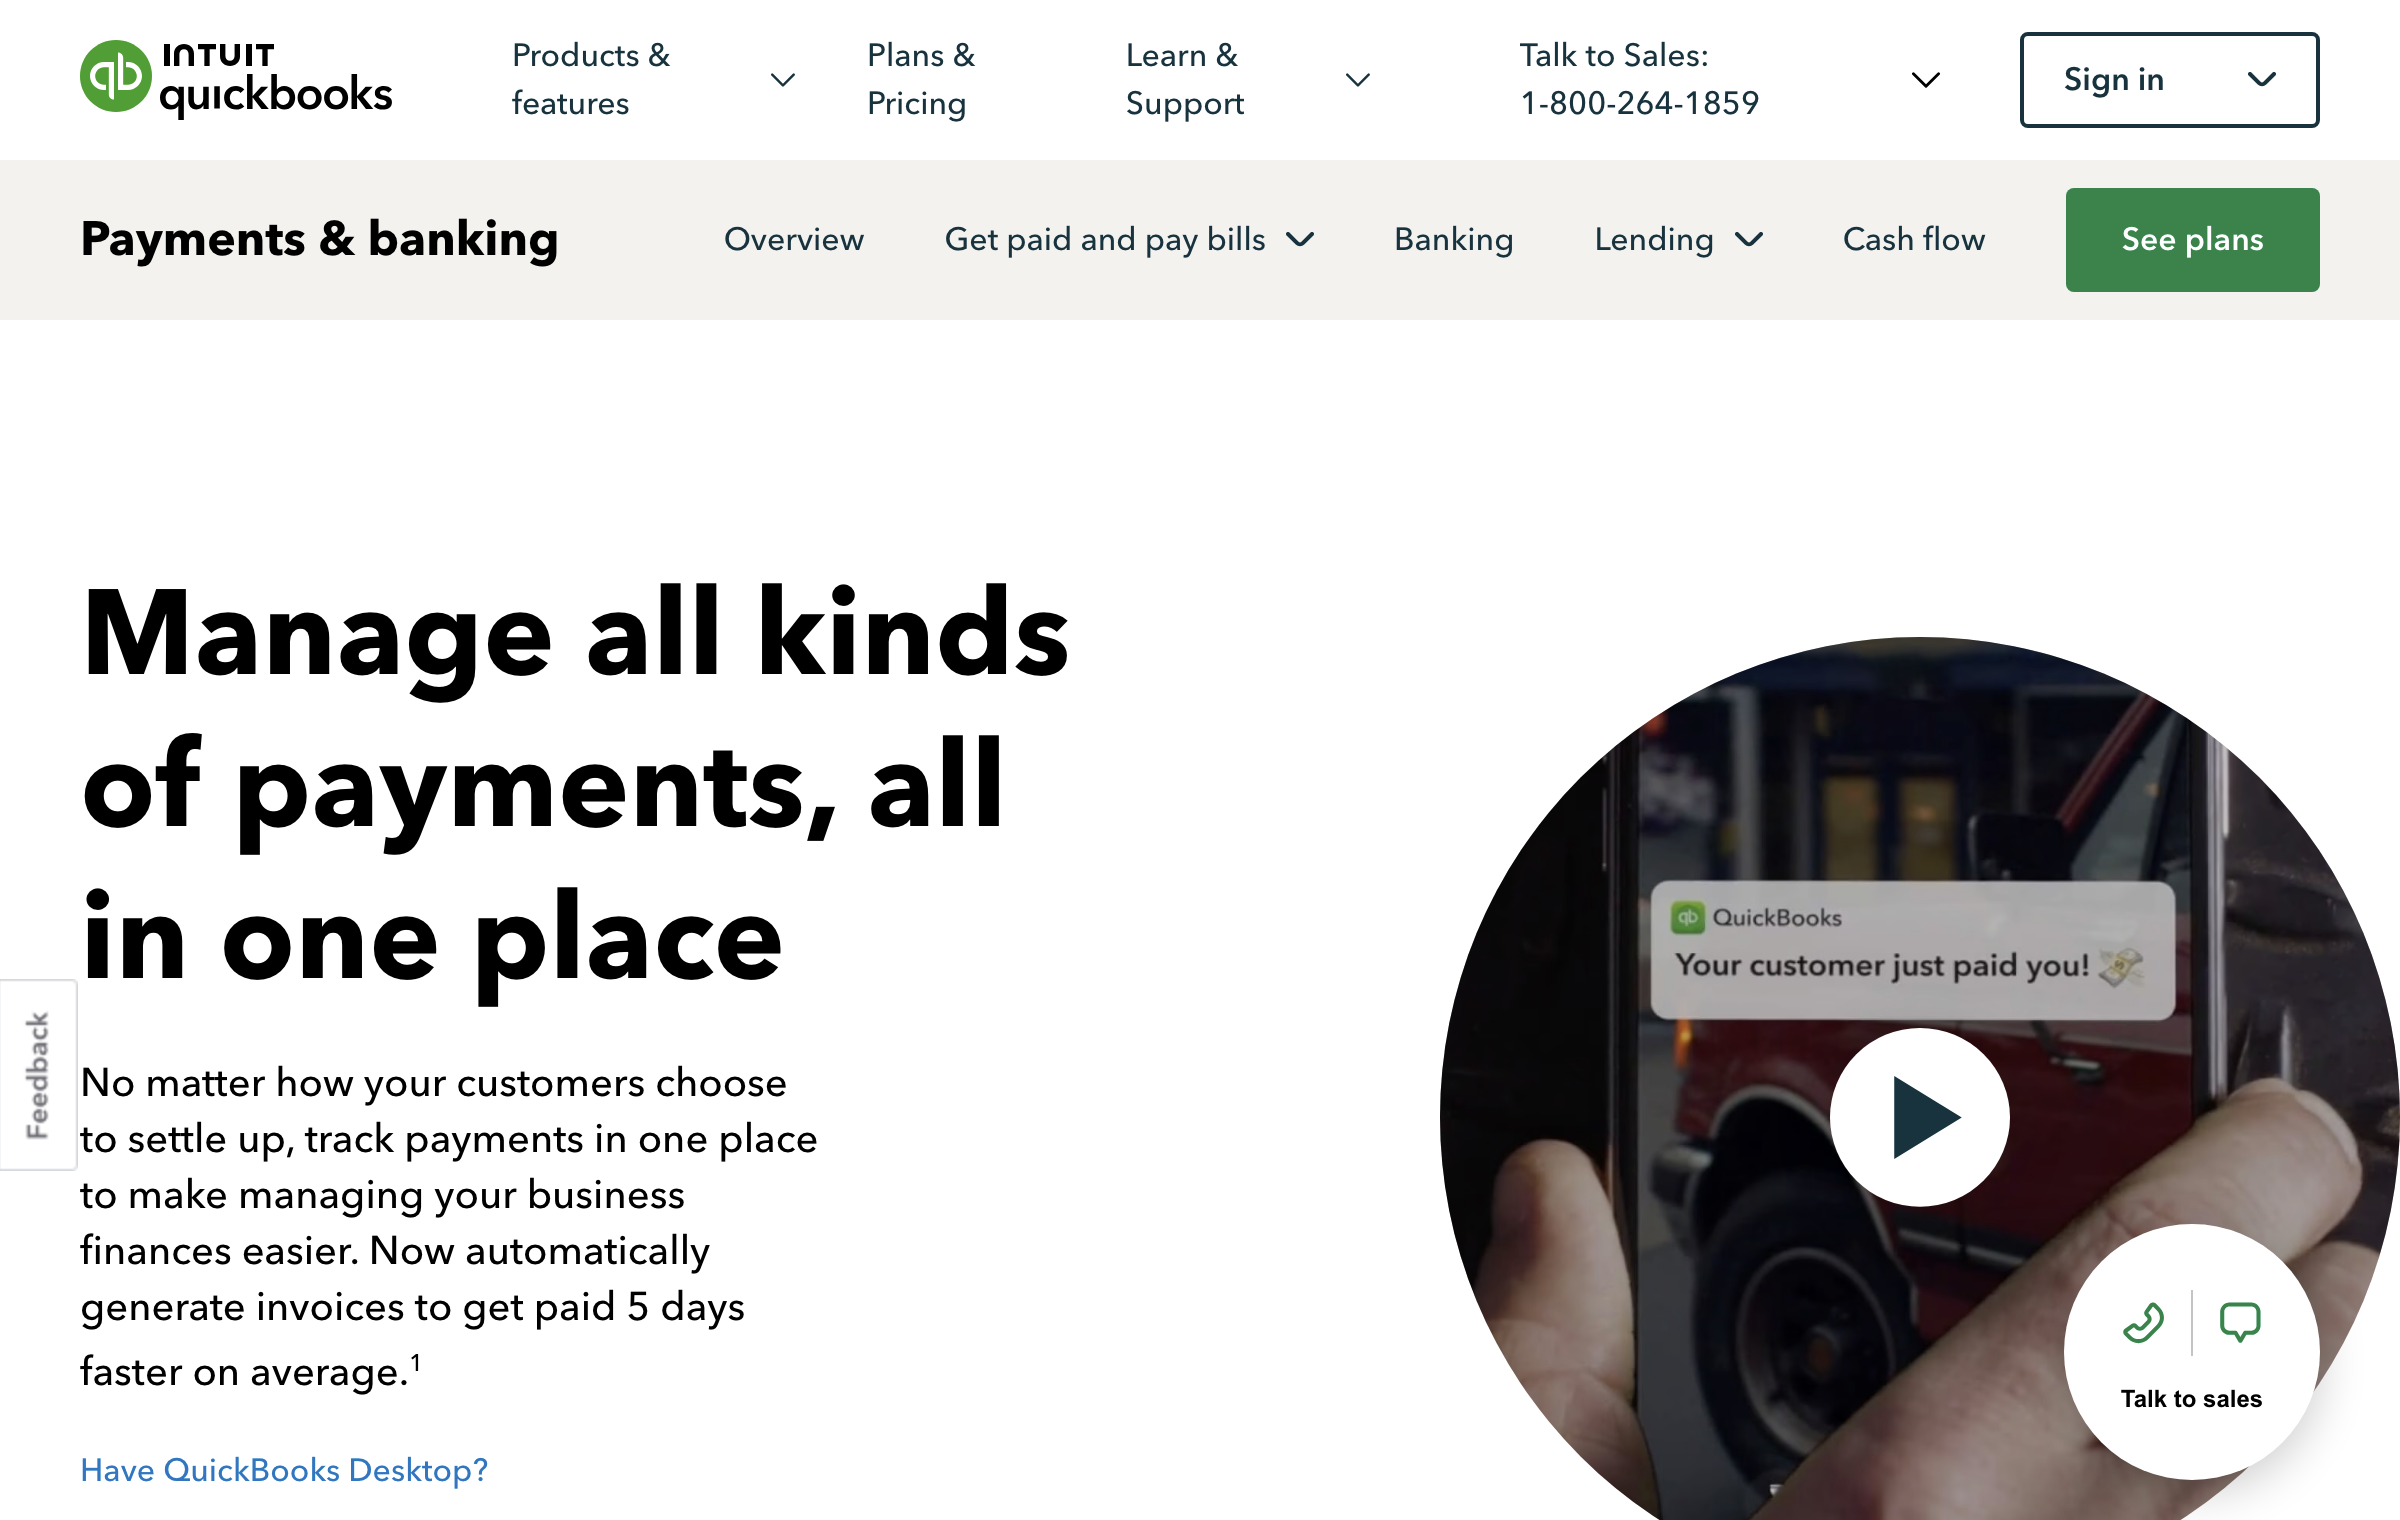 INTUIT
quickbooks
Products &
features
Plans &
Pricing
Learn &
Support
Talk to Sales:
1-800-264-1859
Sign in
Payments & banking
Overview
Get paid and pay bills
Banking
Lending
Cash flow
See plans
Manage all kinds
of payments, all
in one place
No matter how your customers choose
to settle up, track payments in one place
to make managing your business
finances easier. Now automatically
generate invoices to get paid 5 days
faster on average.¹
Have QuickBooks Desktop?
Feedback
qb QuickBooks
Your customer just paid you! 💸
Talk to sales